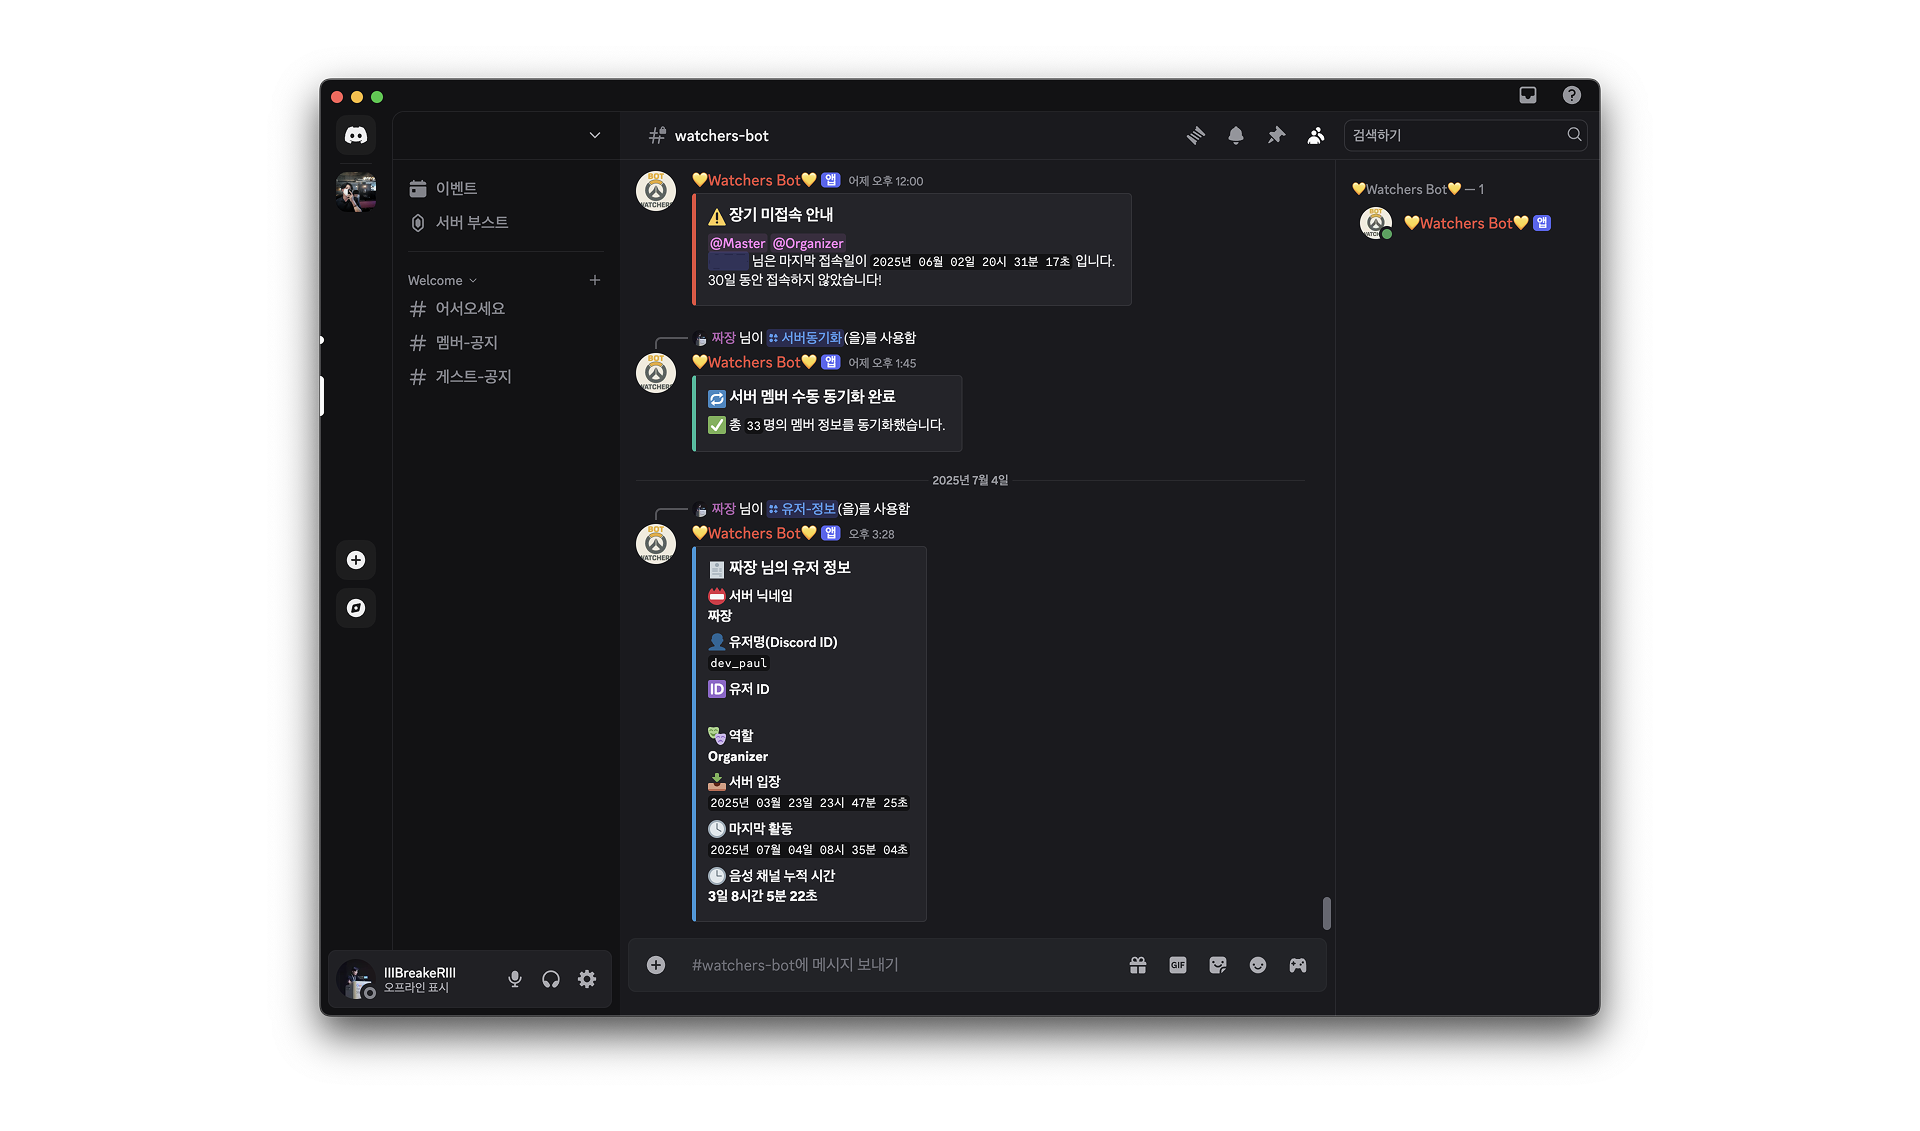 watchers-bot
검색하기
이벤트
서버 부스트
Welcome
어서오세요
멤버-공지
게스트-공지
BOT
WATCHERS
💛Watchers Bot💛 앱 어제 오후 12:00
⚠️ 장기 미접속 안내
@Master @Organizer
님은 마지막 접속일이 2025년 06월 02일 20시 31분 17초 입니다.
30일 동안 접속하지 않았습니다!
짜장 님이 서버동기화(을)를 사용함
BOT
WATCHERS
💛Watchers Bot💛 앱 어제 오후 1:45
🔁 서버 멤버 수동 동기화 완료
✅ 총 33명의 멤버 정보를 동기화했습니다.
2025년 7월 4일
짜장 님이 유저-정보(을)를 사용함
BOT
WATCHERS
💛Watchers Bot💛 앱 오후 3:28
짜장 님의 유저 정보
📛 서버 닉네임
짜장
👤 유저명(Discord ID)
dev_paul
🆔 유저 ID
🎭 역할
Organizer
📥 서버 입장
2025년 03월 23일 23시 47분 25초
🕓 마지막 활동
2025년 07월 04일 08시 35분 04초
🕒 음성 채널 누적 시간
3일 8시간 5분 22초
#watchers-bot에 메시지 보내기
GIF
lllBreakeRlll
오프라인 표시
💛Watchers Bot💛 — 1
BOT
💛Watchers Bot💛 앱